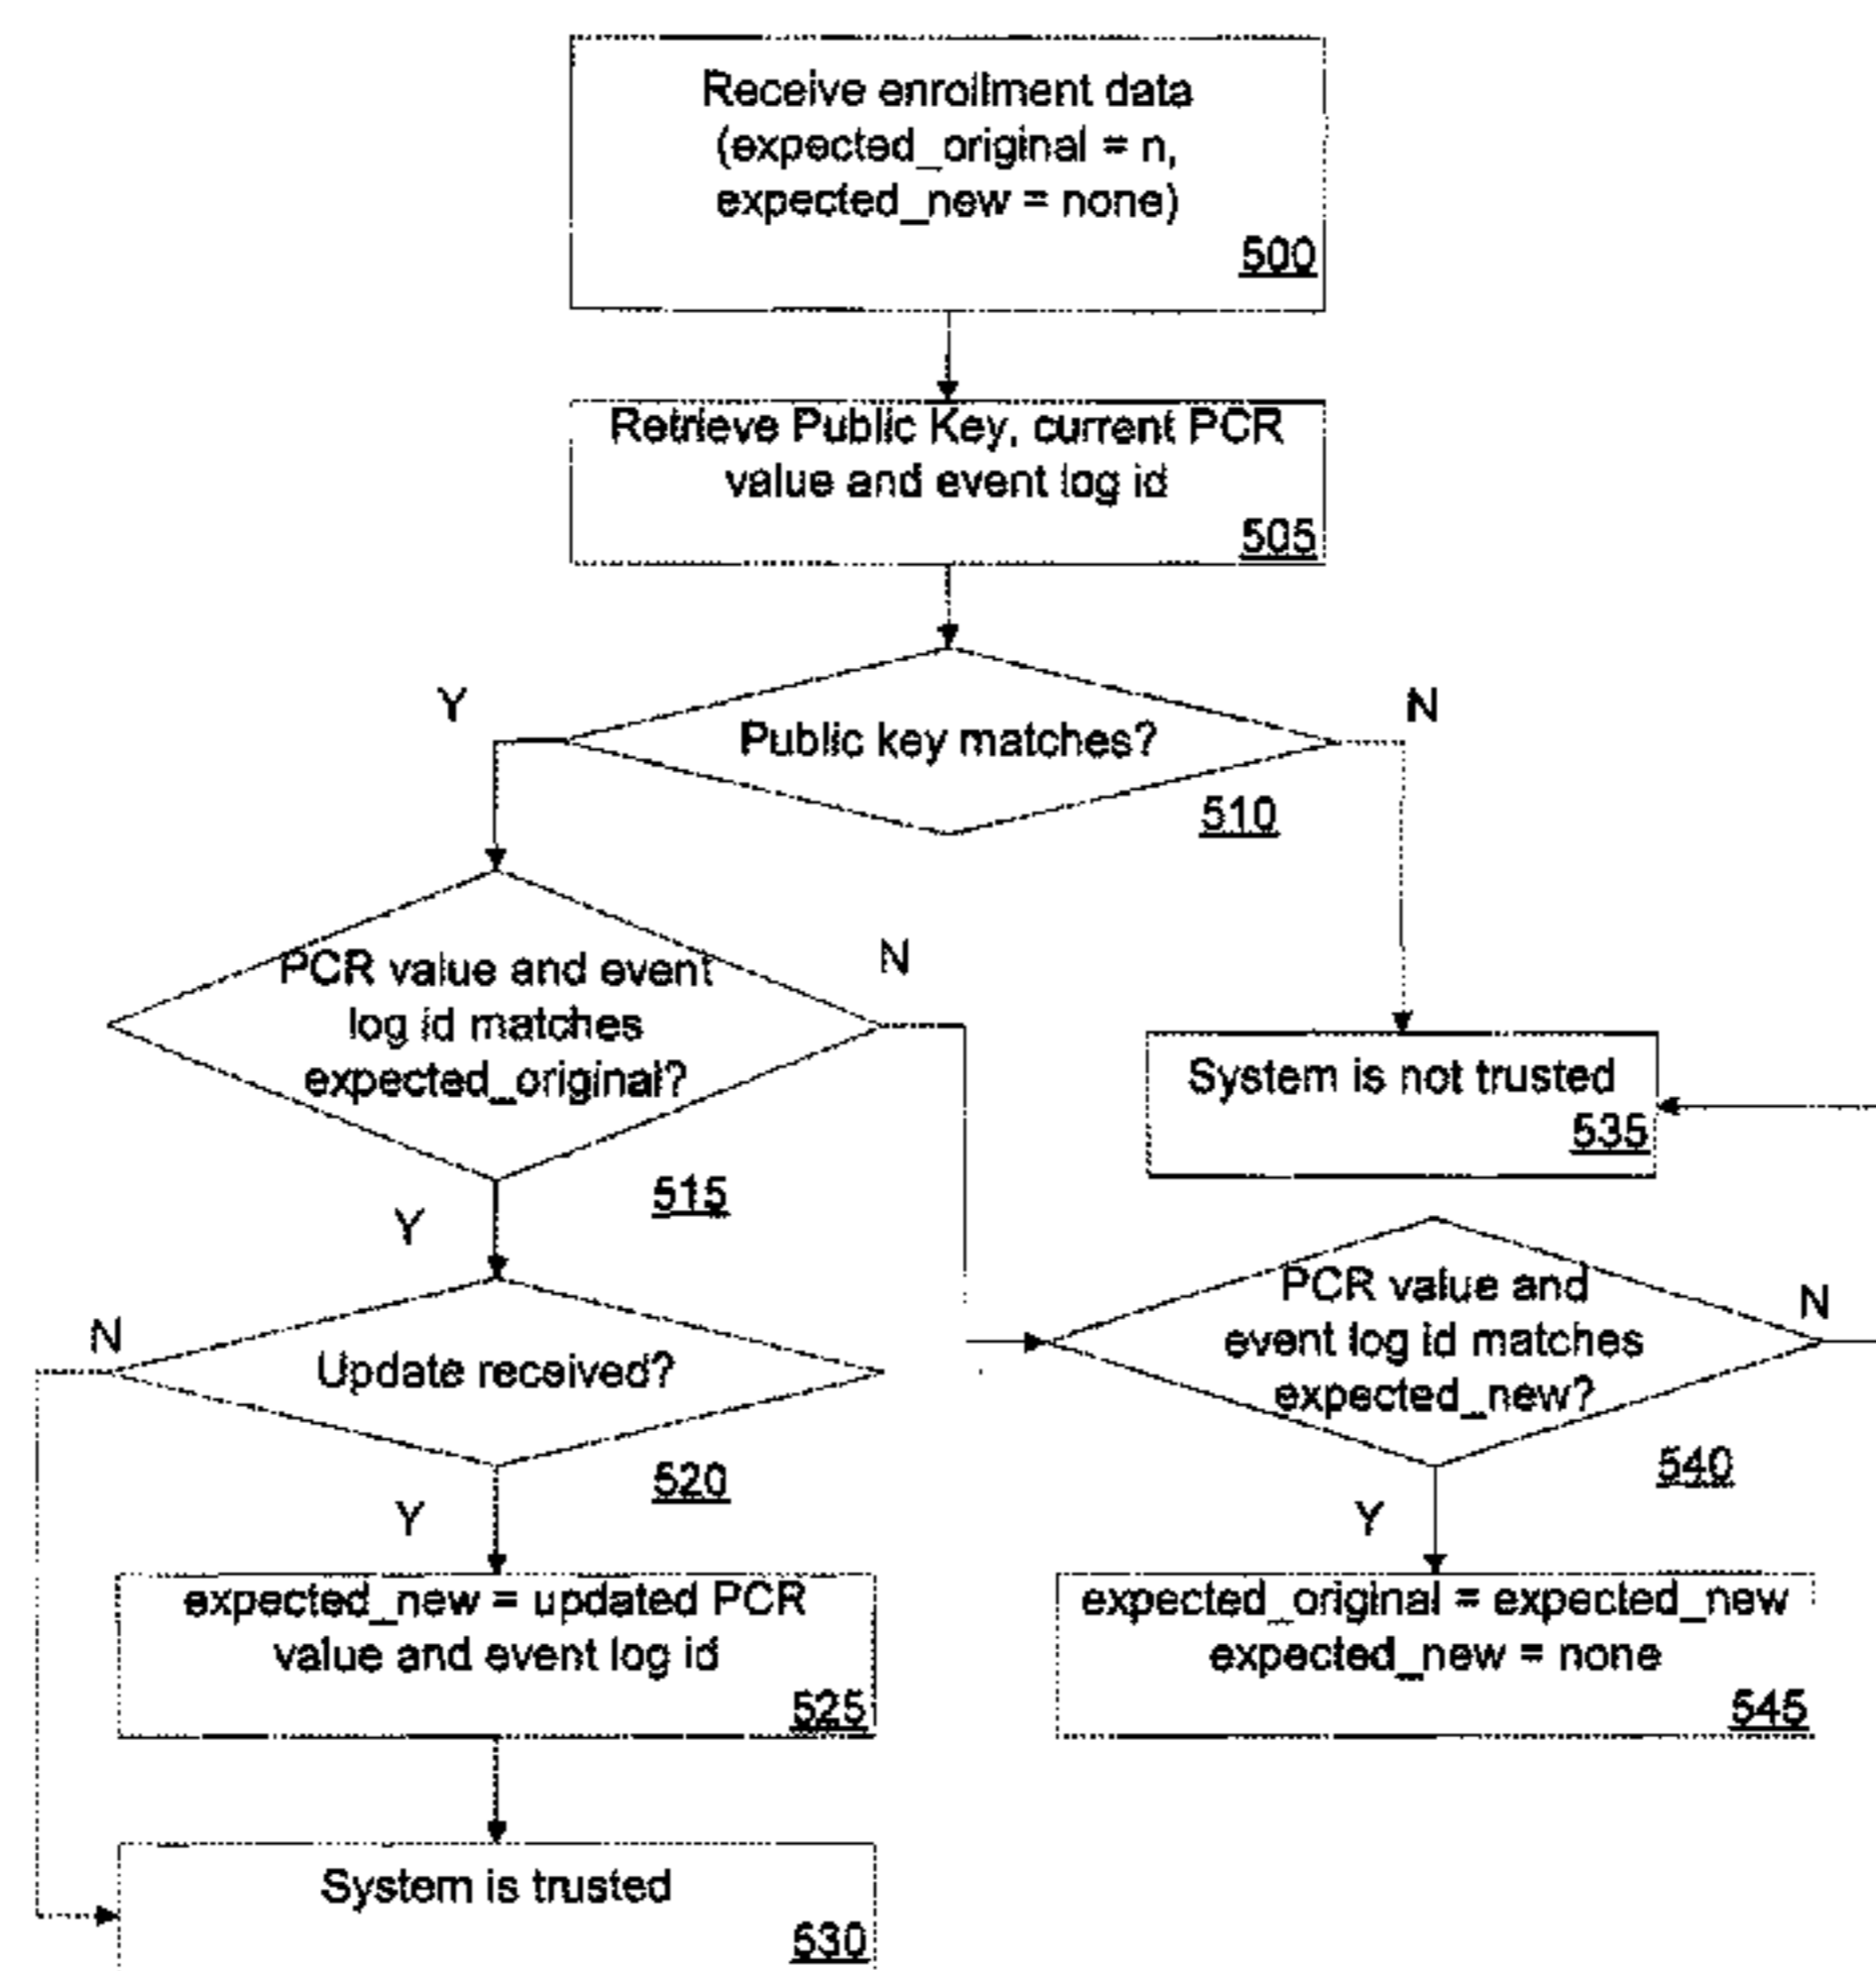 Receive enrollment data
(expected_original = n,
expected_new = none)
500
Retrieve Public Key, current PCR
value and event log id
505
Y
N
Public key matches?
510
PCR value and event
log id matches
expected_original?
N
515
Y
System is not trusted
535
N
Update received?
520
Y
PCR value and
event log id matches
expected_new?
N
540
Y
expected_new = updated PCR
value and event log id
525
expected_original = expected_new
expected_new = none
545
System is trusted
530